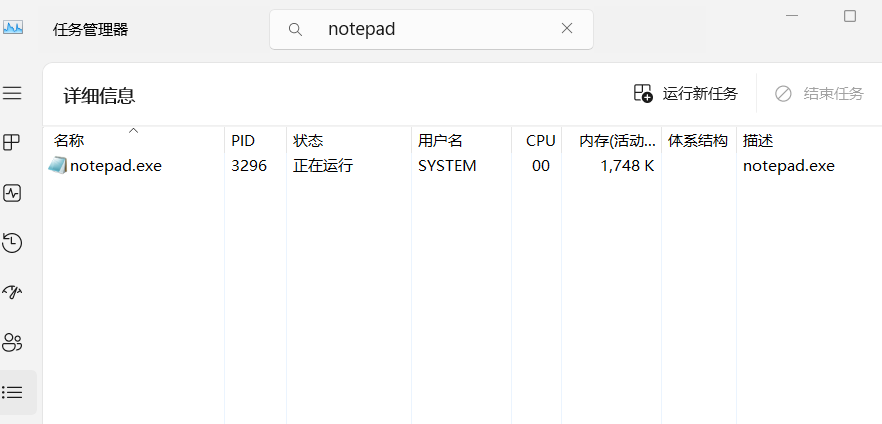 任务管理器
notepad
详细信息
运行新任务
结束任务
名称 PID 状态 用户名 CPU 内存(活动... 体系结构 描述
notepad.exe 3296 正在运行 SYSTEM 00 1,748 K notepad.exe